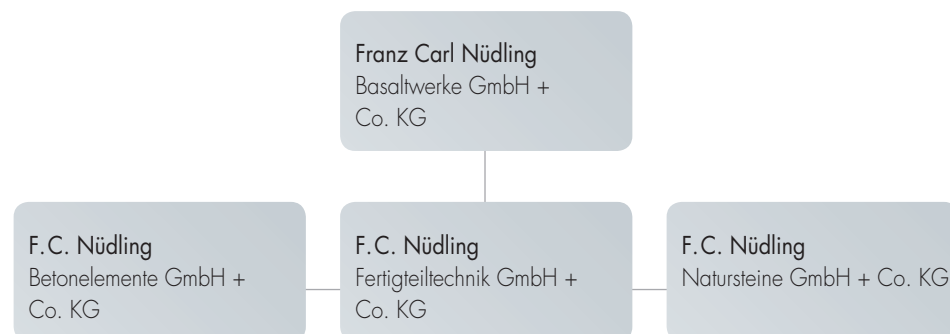 Franz Carl Nüdling
Basaltwerke GmbH +
Co. KG
F.C. Nüdling
Betonelemente GmbH +
Co. KG
F.C. Nüdling
Fertigteiltechnik GmbH +
Co. KG
F.C. Nüdling
Natursteine GmbH + Co. KG